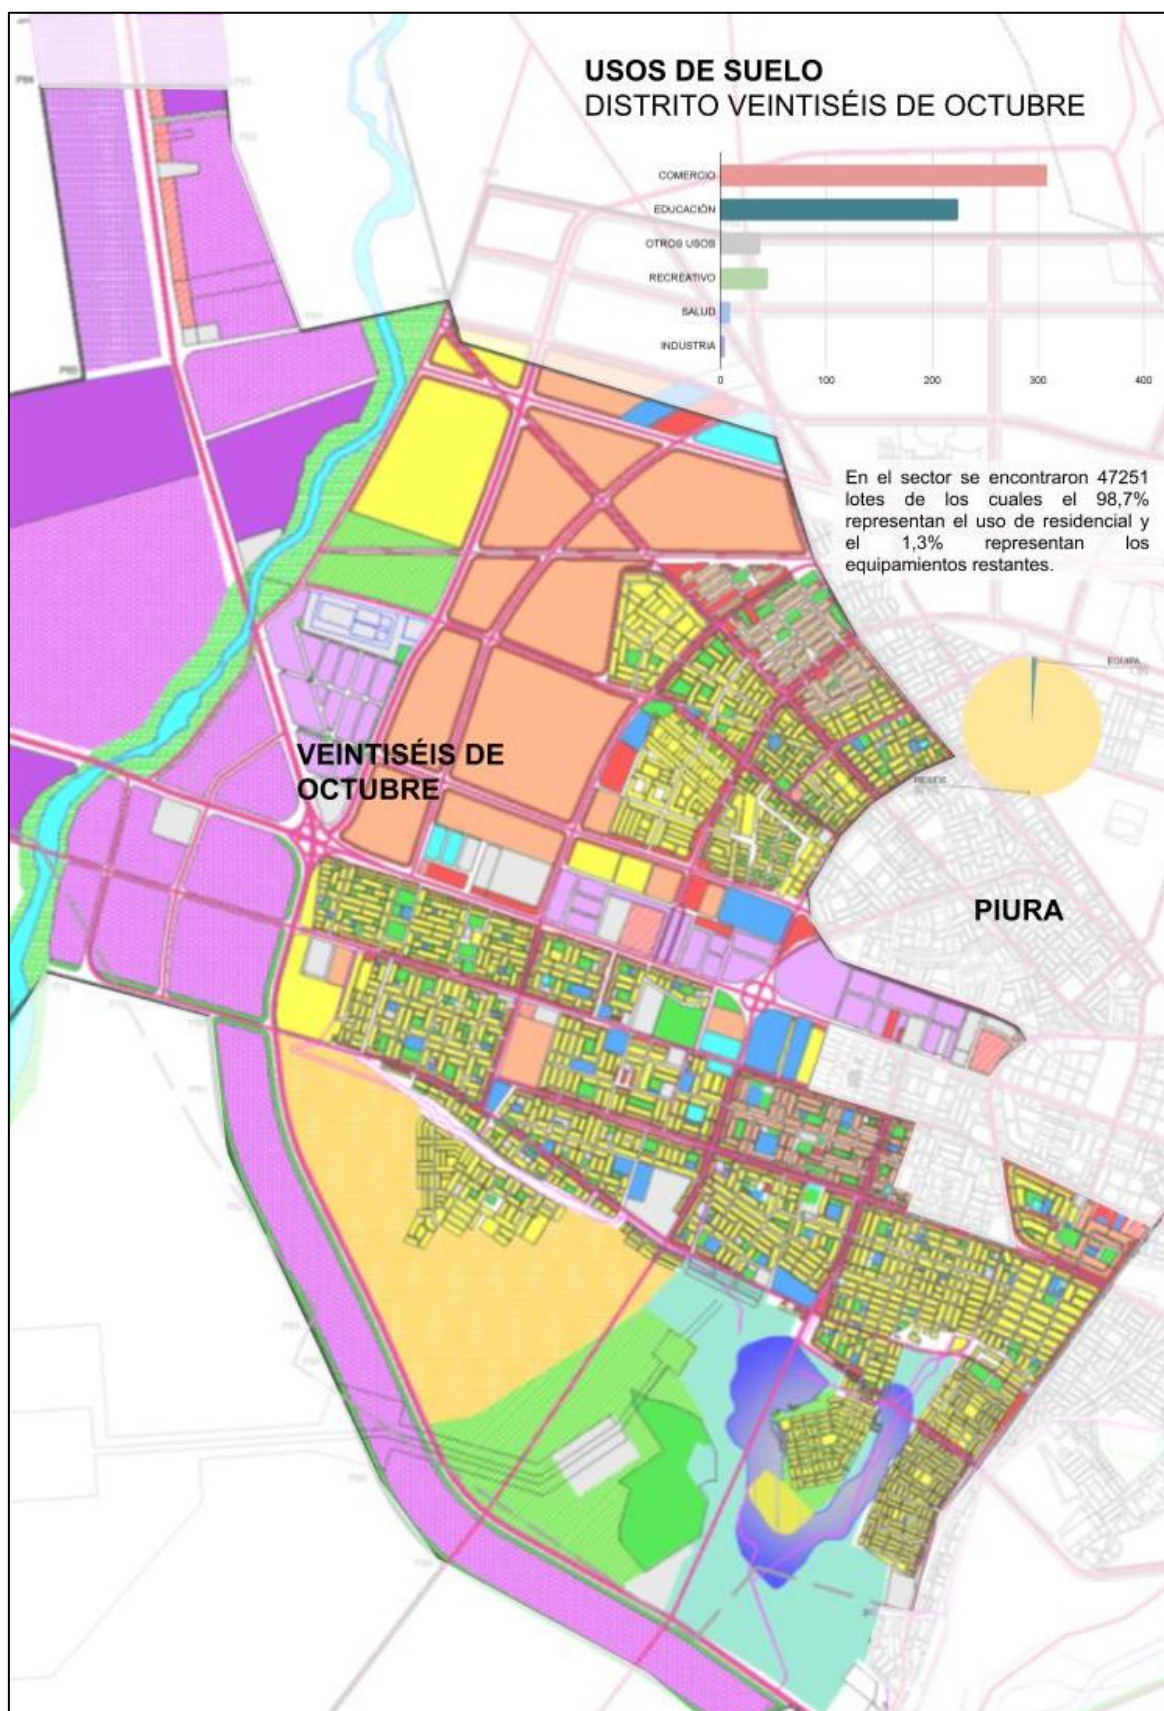 USOS DE SUELO
DISTRITO VEINTISÉIS DE OCTUBRE
COMERCIO
EDUCACIÓN
OTROS USOS
RECREATIVO
SALUD
INDUSTRIA
0 100 200 300 400
En el sector se encontraron 47251
lotes de los cuales el 98,7%
representan el uso de residencial y
el 1,3% representan los
equipamientos restantes.
EQUIPA
RESIDE
VEINTISÉIS DE
OCTUBRE
PIURA